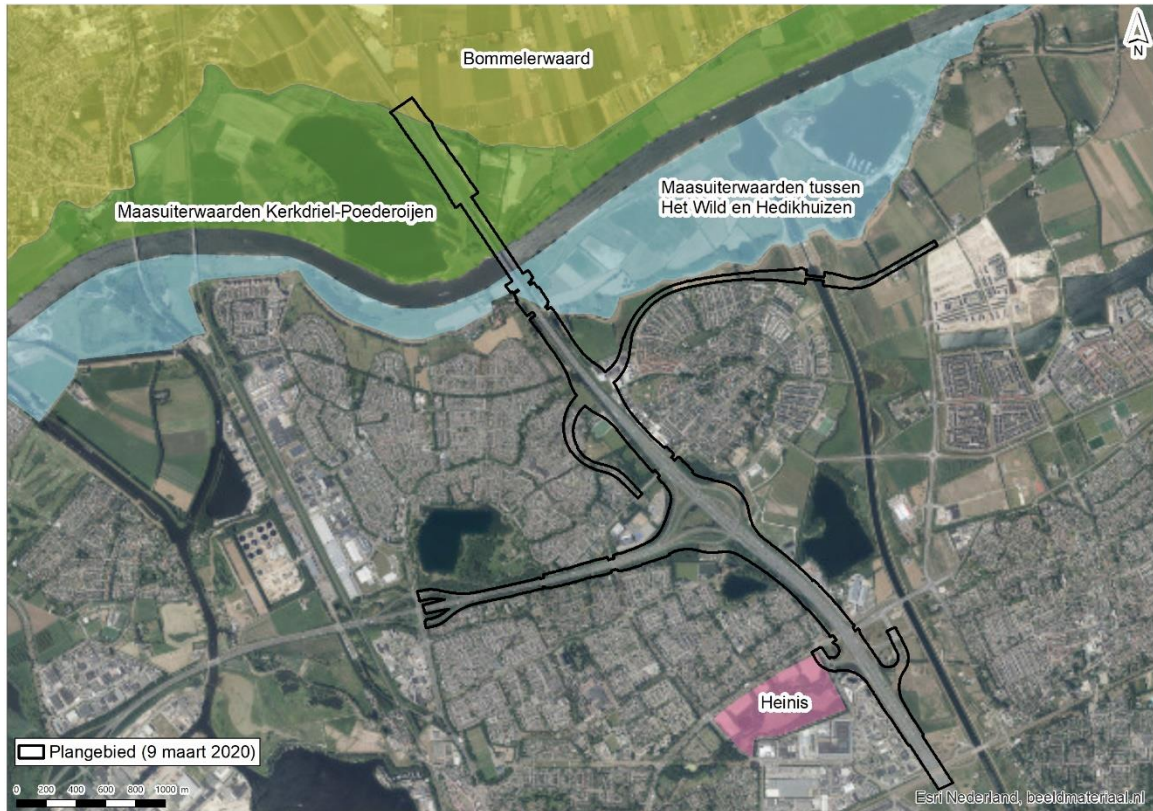 Bommelerwaard
N
Maasuiterwaarden Kerkdriel-Poederoijen
Maasuiterwaarden tussen
Het Wild en Hedikhuizen
Heinis
Plangebied (9 maart 2020)
0 200 400 600 800 1000 m
Esri Nederland, beeldmateriaal.nl